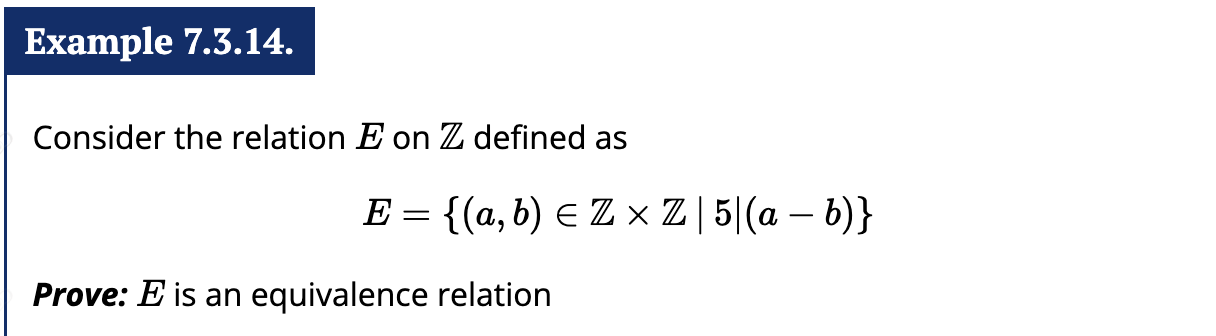 Example 7.3.14.
Consider the relation E on ℤ defined as
E = {(a, b) ∈ ℤ × ℤ | 5|(a − b)}
Prove: E is an equivalence relation